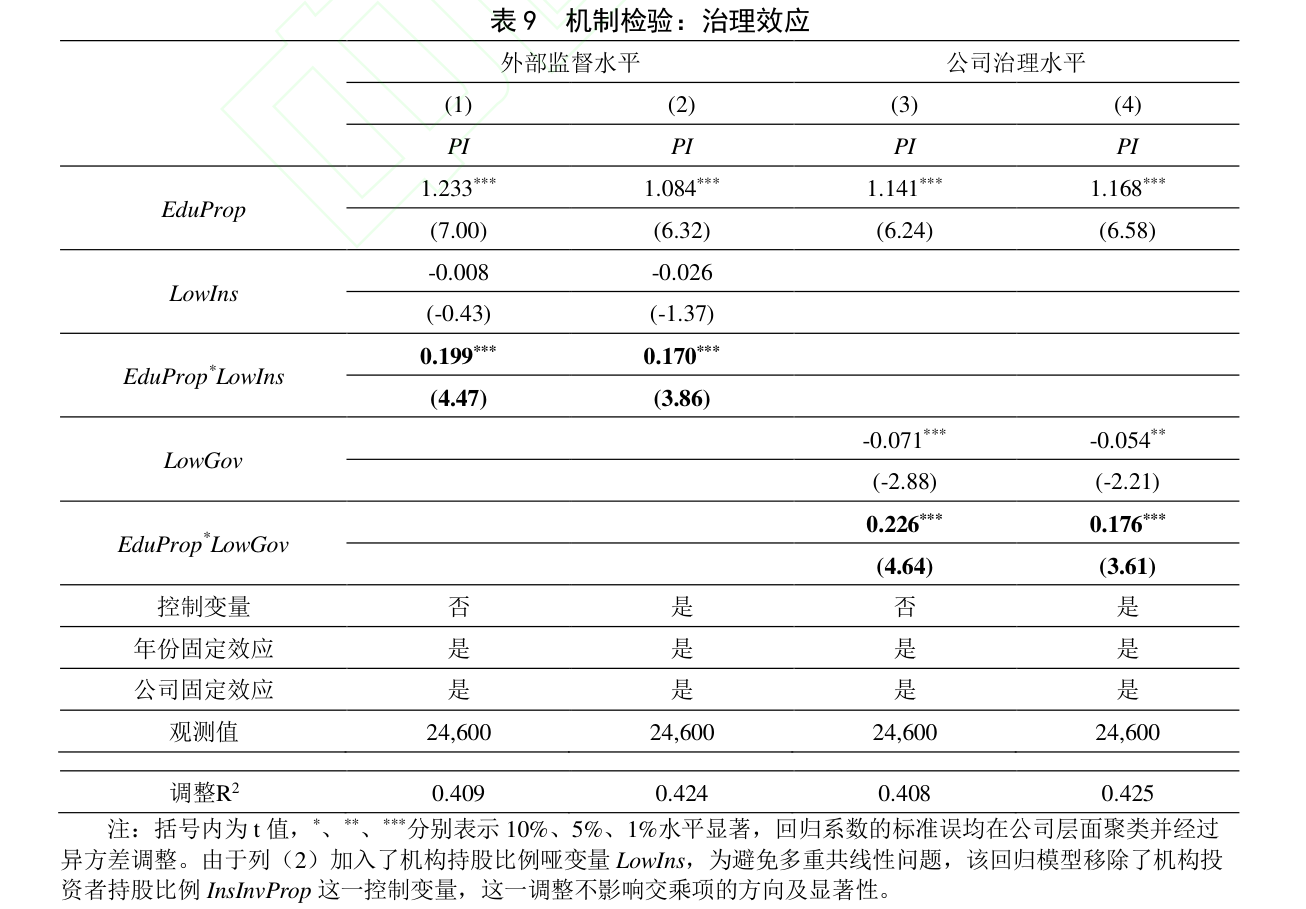 表 9 机制检验：治理效应
外部监督水平 公司治理水平
(1) (2) (3) (4)
PI PI PI PI
EduProp 1.233*** 1.084*** 1.141*** 1.168***
(7.00) (6.32) (6.24) (6.58)
LowIns -0.008 -0.026
(-0.43) (-1.37)
EduProp*LowIns 0.199*** 0.170***
(4.47) (3.86)
LowGov -0.071*** -0.054**
(-2.88) (-2.21)
EduProp*LowGov 0.226*** 0.176***
(4.64) (3.61)
控制变量 否 是 否 是
年份固定效应 是 是 是 是
公司固定效应 是 是 是 是
观测值 24,600 24,600 24,600 24,600
调整R2 0.409 0.424 0.408 0.425
注：括号内为 t 值，*、**、***分别表示 10%、5%、1%水平显著，回归系数的标准误均在公司层面聚类并经过
异方差调整。由于列（2）加入了机构持股比例哑变量 LowIns，为避免多重共线性问题，该回归模型移除了机构投
资者持股比例 InsInvProp 这一控制变量，这一调整不影响交乘项的方向及显著性。